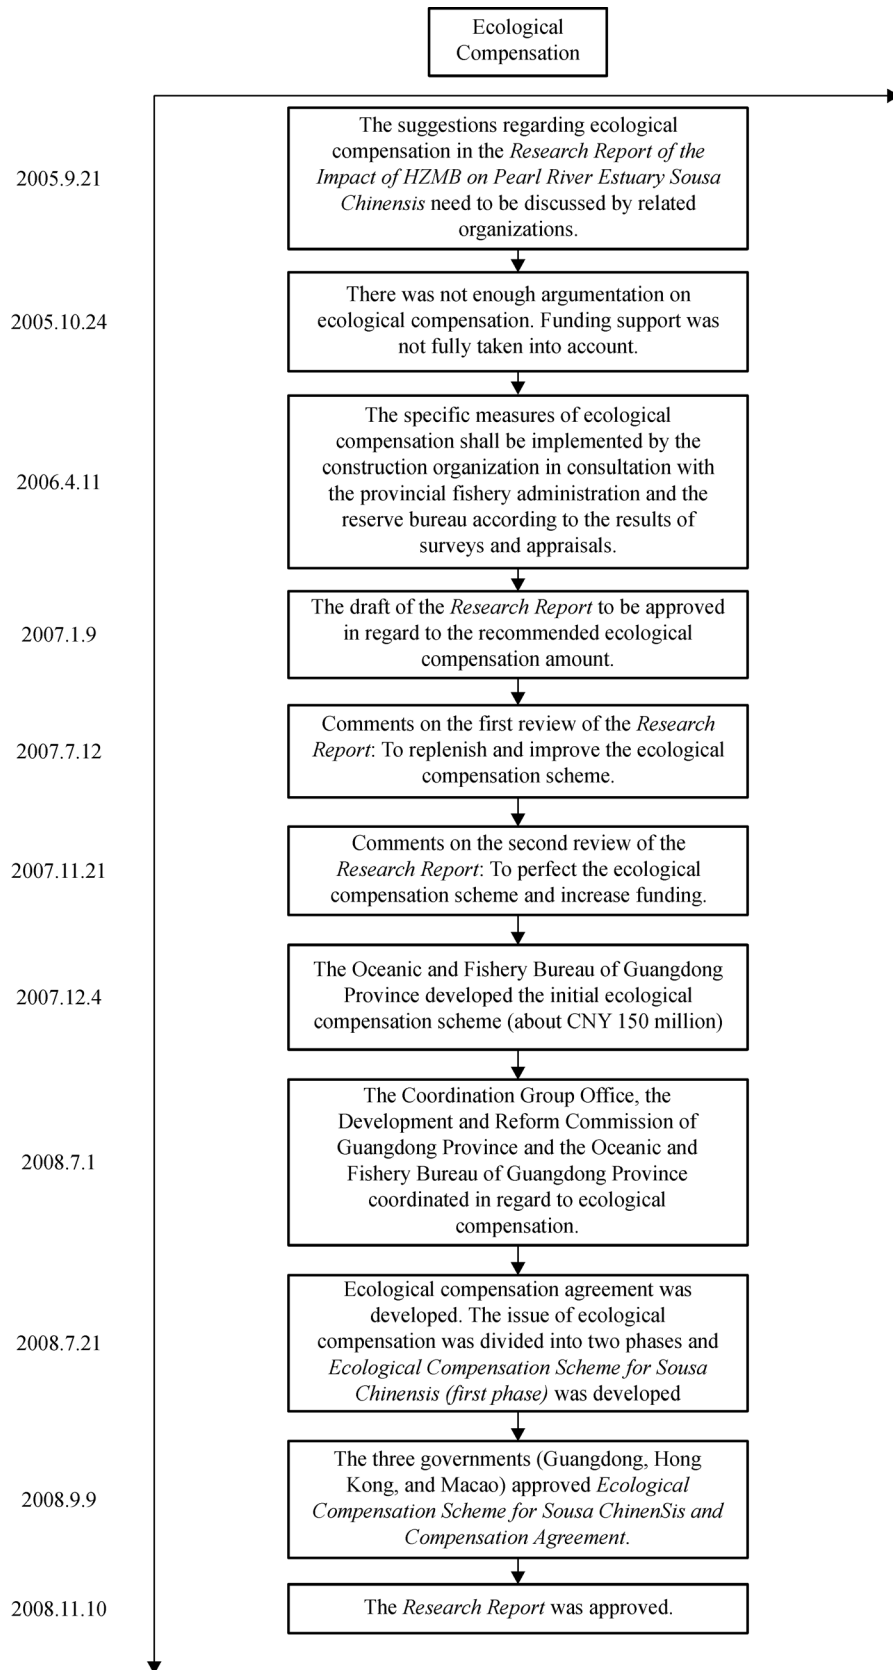 Ecological
Compensation
2005.9.21
The suggestions regarding ecological
compensation in the Research Report of the
Impact of HZMB on Pearl River Estuary Sousa
Chinensis need to be discussed by related
organizations.
2005.10.24
There was not enough argumentation on
ecological compensation. Funding support was
not fully taken into account.
2006.4.11
The specific measures of ecological
compensation shall be implemented by the
construction organization in consultation with
the provincial fishery administration and the
reserve bureau according to the results of
surveys and appraisals.
2007.1.9
The draft of the Research Report to be approved
in regard to the recommended ecological
compensation amount.
2007.7.12
Comments on the first review of the Research
Report: To replenish and improve the ecological
compensation scheme.
2007.11.21
Comments on the second review of the
Research Report: To perfect the ecological
compensation scheme and increase funding.
2007.12.4
The Oceanic and Fishery Bureau of Guangdong
Province developed the initial ecological
compensation scheme (about CNY 150 million)
2008.7.1
The Coordination Group Office, the
Development and Reform Commission of
Guangdong Province and the Oceanic and
Fishery Bureau of Guangdong Province
coordinated in regard to ecological
compensation.
2008.7.21
Ecological compensation agreement was
developed. The issue of ecological
compensation was divided into two phases and
Ecological Compensation Scheme for Sousa
Chinensis (first phase) was developed
2008.9.9
The three governments (Guangdong, Hong
Kong, and Macao) approved Ecological
Compensation Scheme for Sousa ChinenSis and
Compensation Agreement.
2008.11.10
The Research Report was approved.